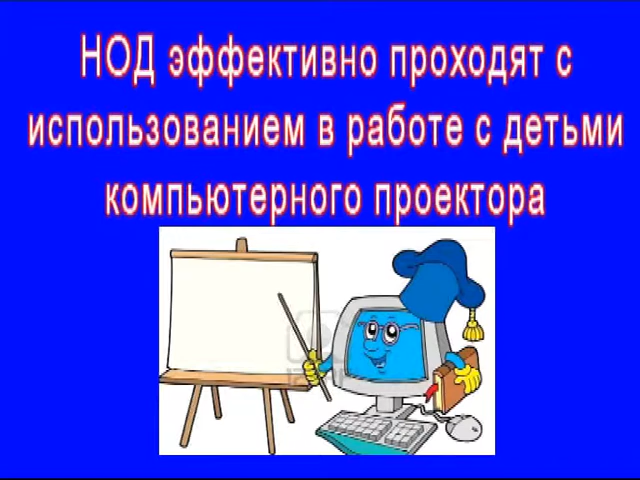 НОД эффективно проходят с
использованием в работе с детьми
компьютерного проектора